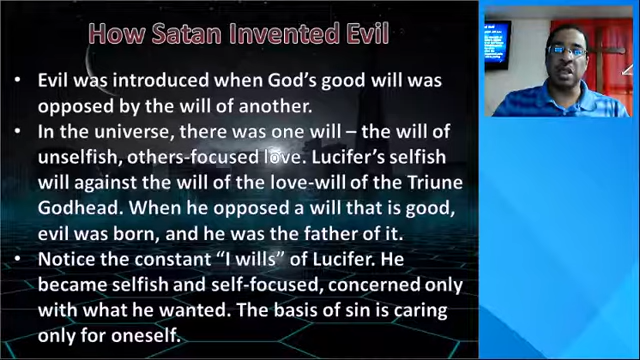 How Satan Invented Evil
• Evil was introduced when God's good will was
opposed by the will of another.
• In the universe, there was one will – the will of
unselfish, others-focused love. Lucifer's selfish
will against the will of the love-will of the Triune
Godhead. When he opposed a will that is good,
evil was born, and he was the father of it.
• Notice the constant “I wills” of Lucifer. He
became selfish and self-focused, concerned only
with what he wanted. The basis of sin is caring
only for oneself.